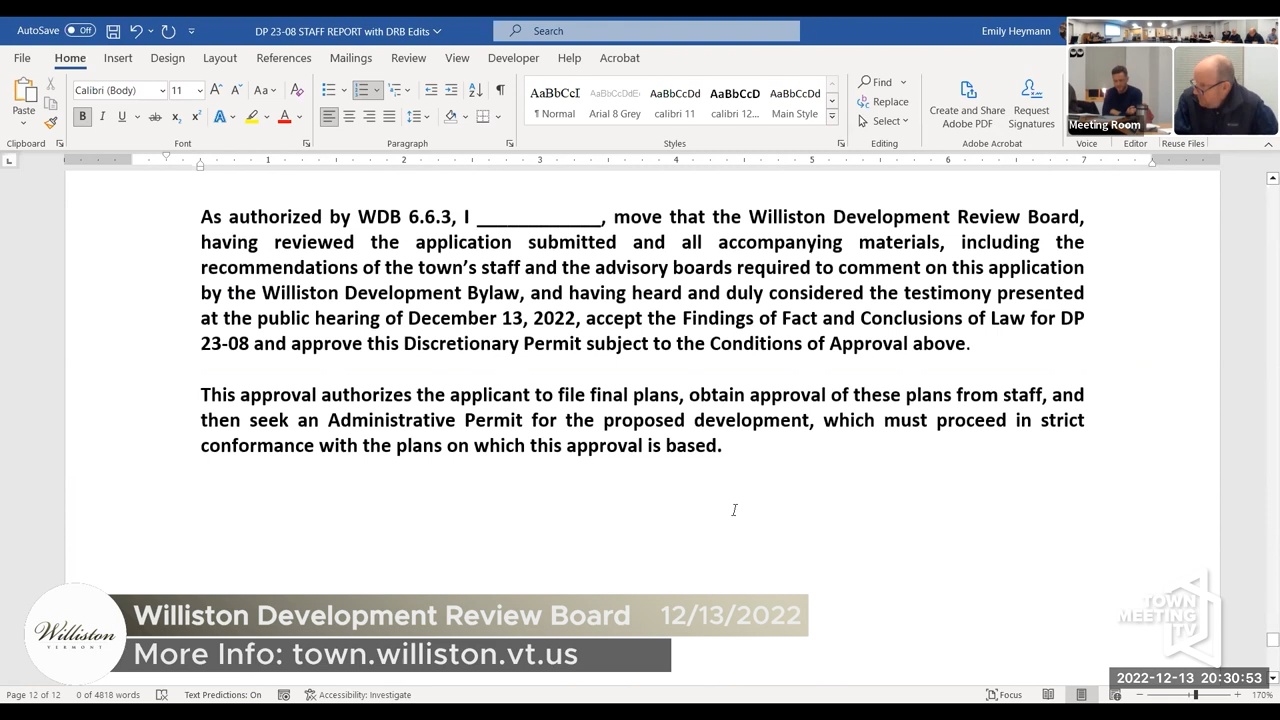 AutoSave Off
DP 23-08 STAFF REPORT with DRB Edits
Search
Emily Heymann
File Home Insert Design Layout References Mailings Review View Developer Help Acrobat
Paste
Clipboard
Calibri (Body) 11
Font
Paragraph
AaBbCcI AaBbCcDdEe AaBbCcDd AaBbCcD AaBbCcDd
¶ Normal Arial 8 Grey calibri 11 calibri 12... Main Style
Styles
Find
Replace
Select
Editing
Create and Share
Adobe PDF
Request
Signatures
Adobe Acrobat
Voice
Editor
Reuse Files
Meeting Room
1 2 3 4 5 6 7
As authorized by WDB 6.6.3, I ____________, move that the Williston Development Review Board,
having reviewed the application submitted and all accompanying materials, including the
recommendations of the town’s staff and the advisory boards required to comment on this application
by the Williston Development Bylaw, and having heard and duly considered the testimony presented
at the public hearing of December 13, 2022, accept the Findings of Fact and Conclusions of Law for DP
23-08 and approve this Discretionary Permit subject to the Conditions of Approval above.
This approval authorizes the applicant to file final plans, obtain approval of these plans from staff, and
then seek an Administrative Permit for the proposed development, which must proceed in strict
conformance with the plans on which this approval is based.
Williston
VERMONT
Williston Development Review Board 12/13/2022
More Info: town.williston.vt.us
TOWN
MEETING
TV
2022-12-13 20:30:53
Page 12 of 12 0 of 4818 words Text Predictions: On Accessibility: Investigate
Focus
170%